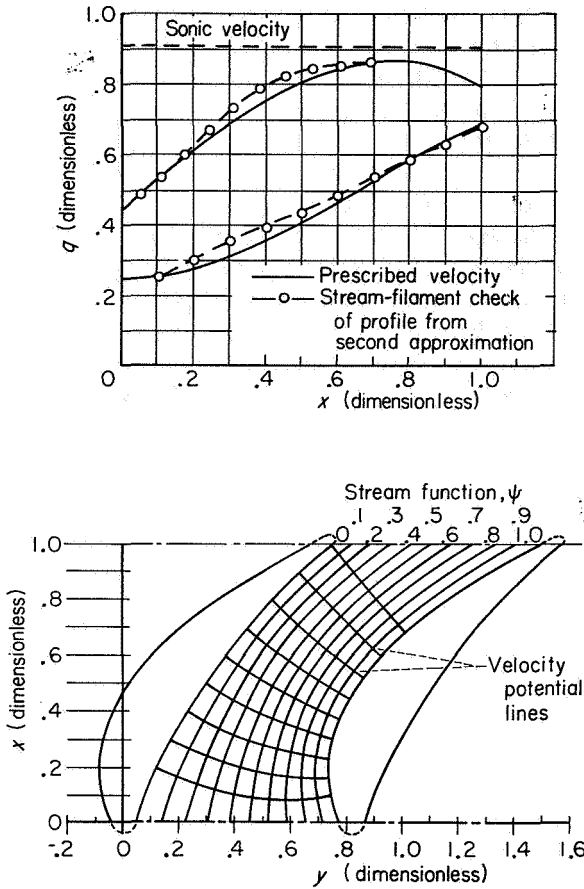 Sonic velocity
1.0
.8
.6
.4
.2
0
q (dimensionless)
Prescribed velocity
Stream-filament check
of profile from
second approximation
0 .2 .4 .6 .8 1.0
x (dimensionless)
Stream function, ψ
.1 .3 .5 .7 .9
0 .2 .4 .6 .8 1.0
1.0
.8
.6
.4
.2
0
x (dimensionless)
Velocity
potential
lines
-.2 0 .2 .4 .6 .8 1.0 1.2 1.4 1.6
y (dimensionless)